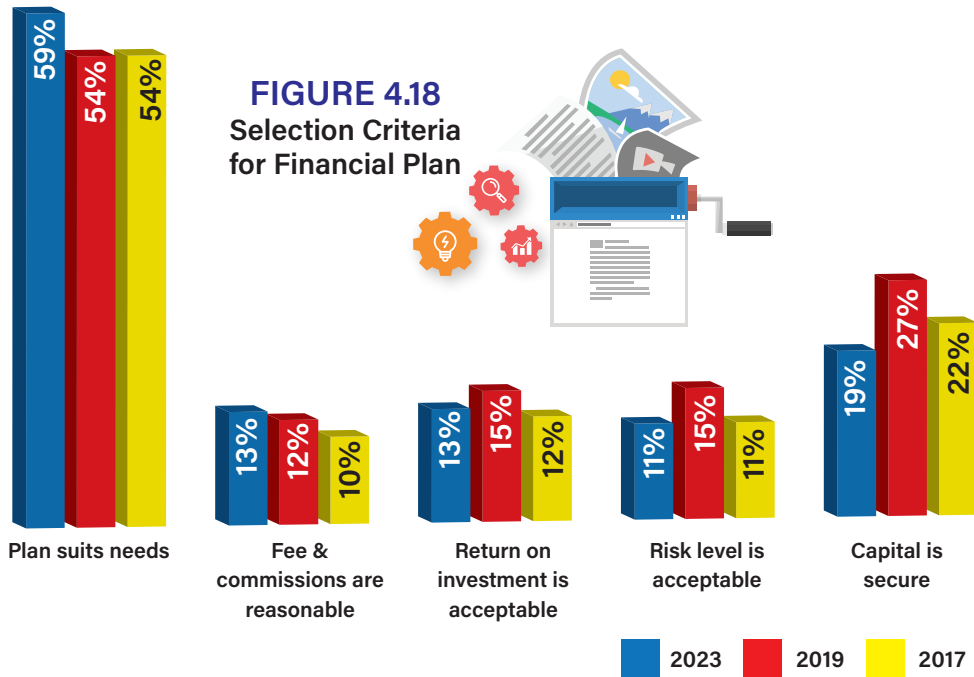 FIGURE 4.18
Selection Criteria
for Financial Plan
59%
54%
54%
Plan suits needs
13%
12%
10%
Fee &
commissions are
reasonable
13%
15%
12%
Return on
investment is
acceptable
11%
15%
11%
Risk level is
acceptable
19%
27%
22%
Capital is
secure
2023
2019
2017